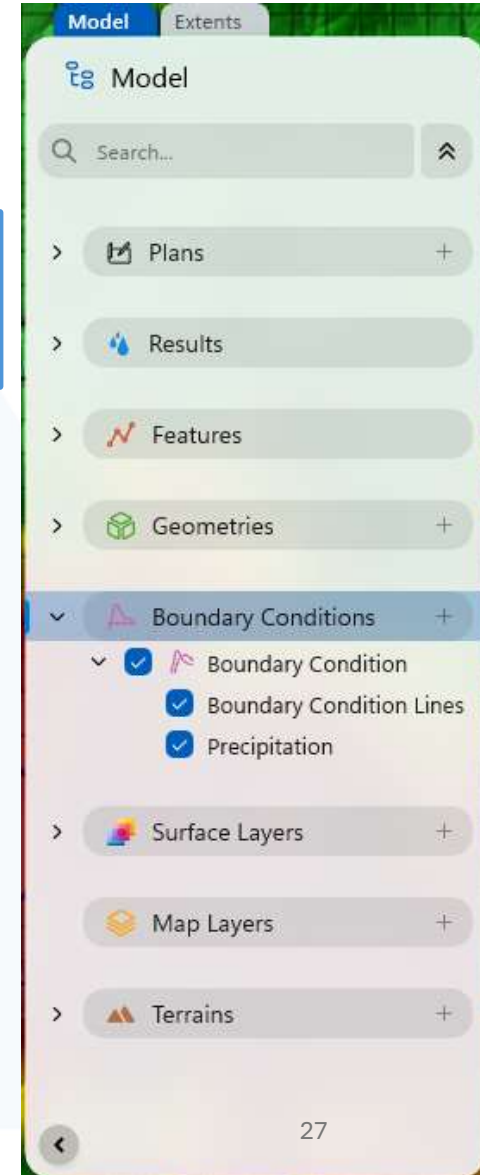 Model Extents
Model
Search...
Plans
Results
Features
Geometries
Boundary Conditions
Boundary Condition
Boundary Condition Lines
Precipitation
Surface Layers
Map Layers
Terrains
27